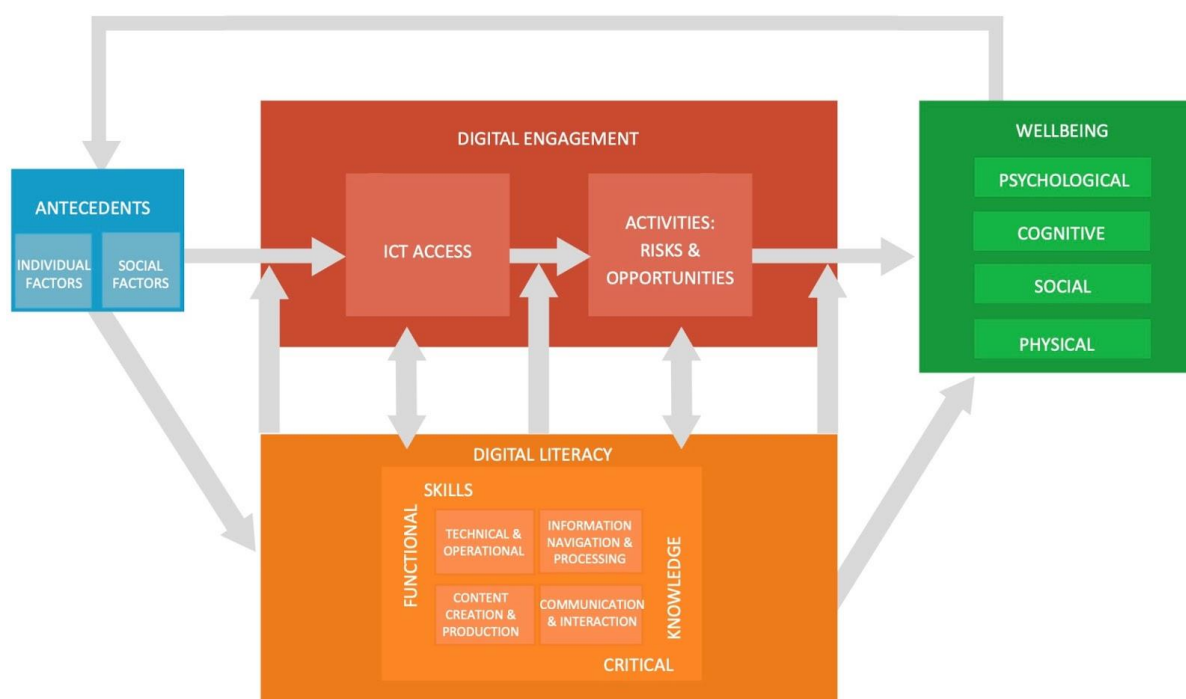 DIGITAL ENGAGEMENT
WELLBEING
PSYCHOLOGICAL
COGNITIVE
SOCIAL
PHYSICAL
ANTECEDENTS
INDIVIDUAL
FACTORS
SOCIAL
FACTORS
ICT ACCESS
ACTIVITIES:
RISKS &
OPPORTUNITIES
DIGITAL LITERACY
SKILLS
FUNCTIONAL
TECHNICAL &
OPERATIONAL
INFORMATION
NAVIGATION &
PROCESSING
CONTENT
CREATION &
PRODUCTION
COMMUNICATION
& INTERACTION
KNOWLEDGE
CRITICAL